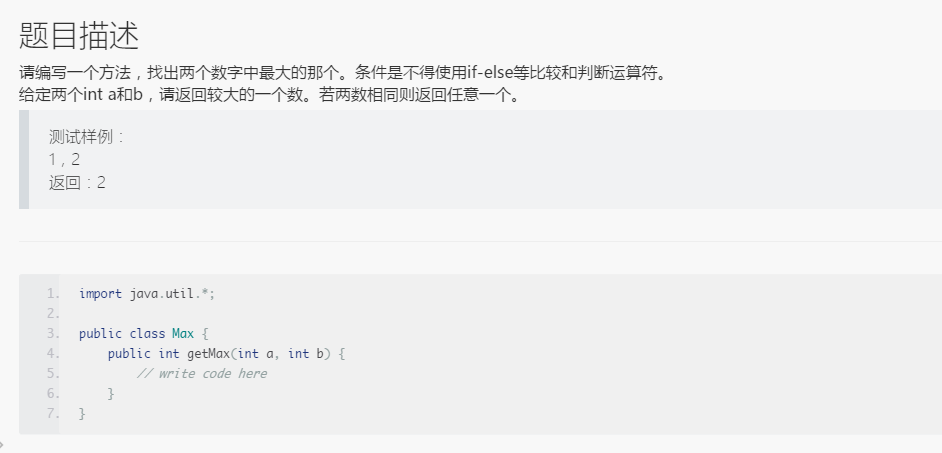 题目描述
请编写一个方法，找出两个数字中最大的那个。条件是不得使用if-else等比较和判断运算符。
给定两个int a和b，请返回较大的一个数。若两数相同则返回任意一个。
测试样例：
1，2
返回：2
1. import java.util.*;
2.
3. public class Max {
4. public int getMax(int a, int b) {
5. // write code here
6. }
7. }